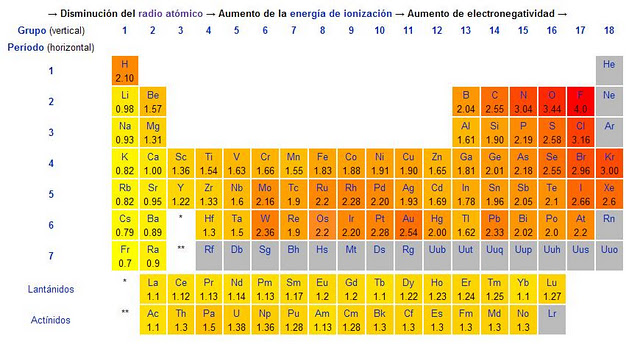 → Disminución del radio atómico → Aumento de la energía de ionización → Aumento de electronegatividad →
Grupo (vertical) 1 2 3 4 5 6 7 8 9 10 11 12 13 14 15 16 17 18
Período (horizontal)
1 H He
2.10
2 Li Be B C N O F Ne
0.98 1.57 2.04 2.55 3.04 3.44 4.0
3 Na Mg Al Si P S Cl Ar
0.93 1.31 1.61 1.90 2.19 2.58 3.16
4 K Ca Sc Ti V Cr Mn Fe Co Ni Cu Zn Ga Ge As Se Br Kr
0.82 1.00 1.36 1.54 1.63 1.66 1.55 1.83 1.88 1.91 1.90 1.65 1.81 2.01 2.18 2.55 2.96 3.00
5 Rb Sr Y Zr Nb Mo Tc Ru Rh Pd Ag Cd In Sn Sb Te I Xe
0.82 0.95 1.22 1.33 1.6 2.16 1.9 2.2 2.28 2.20 1.93 1.69 1.78 1.96 2.05 2.1 2.66 2.6
6 Cs Ba * Hf Ta W Re Os Ir Pt Au Hg Tl Pb Bi Po At Rn
0.79 0.89 1.3 1.5 2.36 1.9 2.2 2.20 2.28 2.54 2.00 1.62 2.33 2.02 2.0 2.2
7 Fr Ra ** Rf Db Sg Bh Hs Mt Ds Rg Uub Uut Uuq Uup Uuh Uus Uuo
0.7 0.9
Lantánidos * La Ce Pr Nd Pm Sm Eu Gd Tb Dy Ho Er Tm Yb Lu
1.1 1.12 1.13 1.14 1.13 1.17 1.2 1.2 1.1 1.22 1.23 1.24 1.25 1.1 1.27
Actínidos ** Ac Th Pa U Np Pu Am Cm Bk Cf Es Fm Md No Lr
1.1 1.3 1.5 1.38 1.36 1.28 1.13 1.28 1.3 1.3 1.3 1.3 1.3 1.3